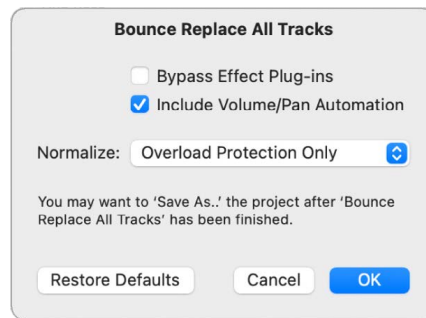 Bounce Replace All Tracks
Bypass Effect Plug-ins
Include Volume/Pan Automation
Normalize: Overload Protection Only
You may want to 'Save As..' the project after 'Bounce
Replace All Tracks' has been finished.
Restore Defaults Cancel OK